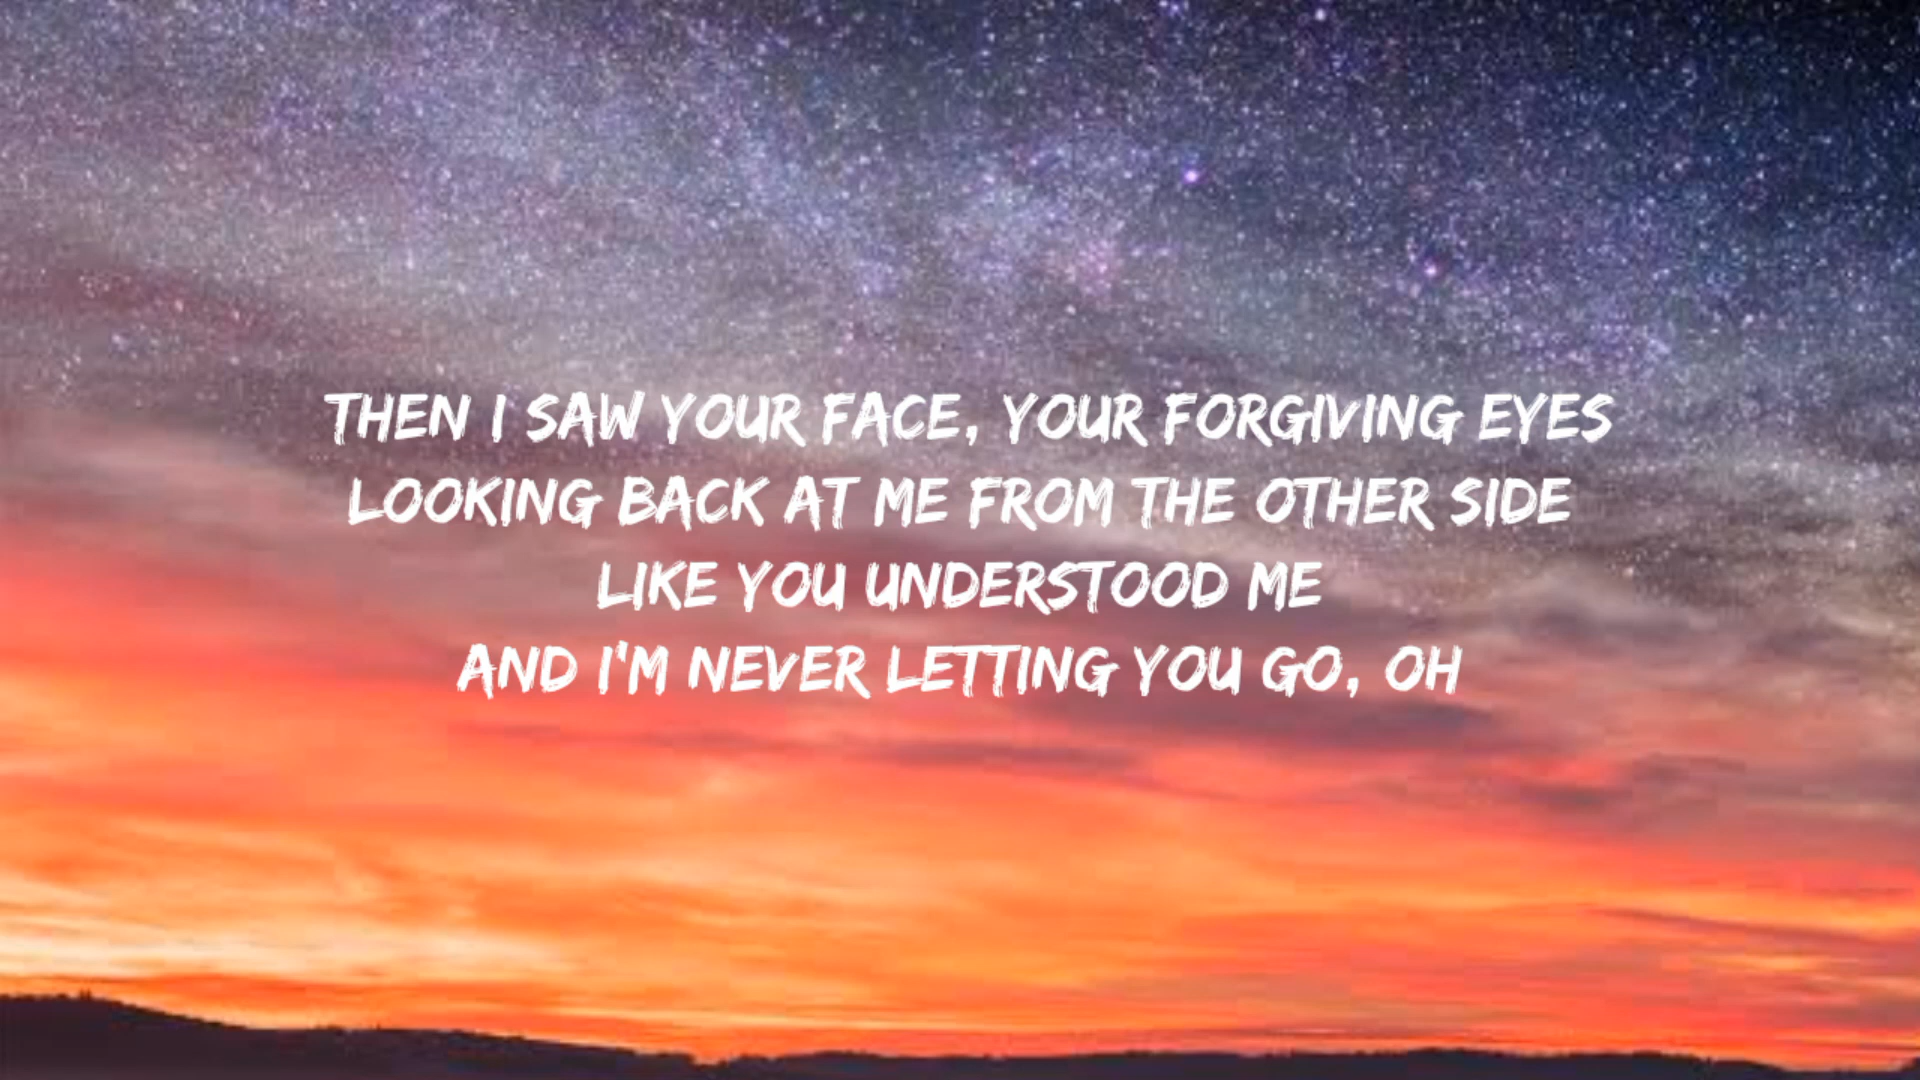 THEN I SAW YOUR FACE, YOUR FORGIVING EYES
LOOKING BACK AT ME FROM THE OTHER SIDE
LIKE YOU UNDERSTOOD ME
AND I'M NEVER LETTING YOU GO, OH